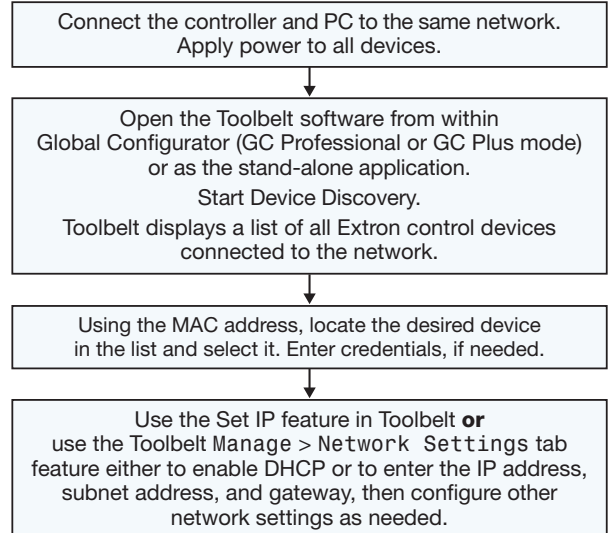 Connect the controller and PC to the same network.
Apply power to all devices.
Open the Toolbelt software from within
Global Configurator (GC Professional or GC Plus mode)
or as the stand-alone application.
Start Device Discovery.
Toolbelt displays a list of all Extron control devices
connected to the network.
Using the MAC address, locate the desired device
in the list and select it. Enter credentials, if needed.
Use the Set IP feature in Toolbelt or
use the Toolbelt Manage > Network Settings tab
feature either to enable DHCP or to enter the IP address,
subnet address, and gateway, then configure other
network settings as needed.